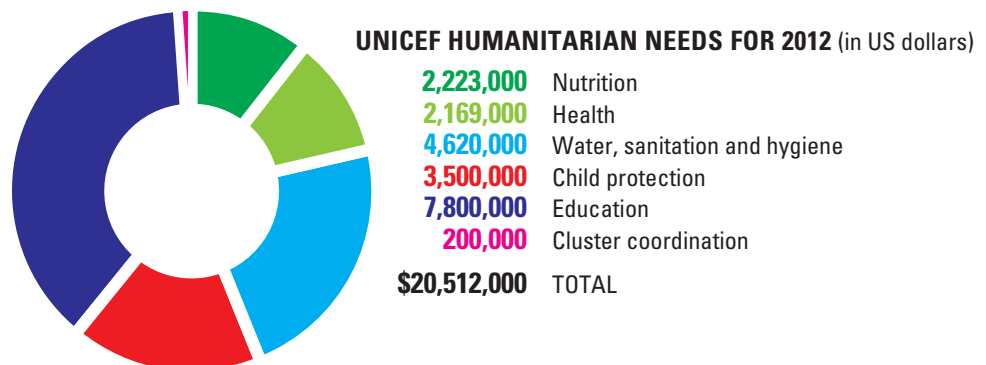 UNICEF HUMANITARIAN NEEDS FOR 2012 (in US dollars)
2,223,000 Nutrition
2,169,000 Health
4,620,000 Water, sanitation and hygiene
3,500,000 Child protection
7,800,000 Education
200,000 Cluster coordination
$20,512,000 TOTAL